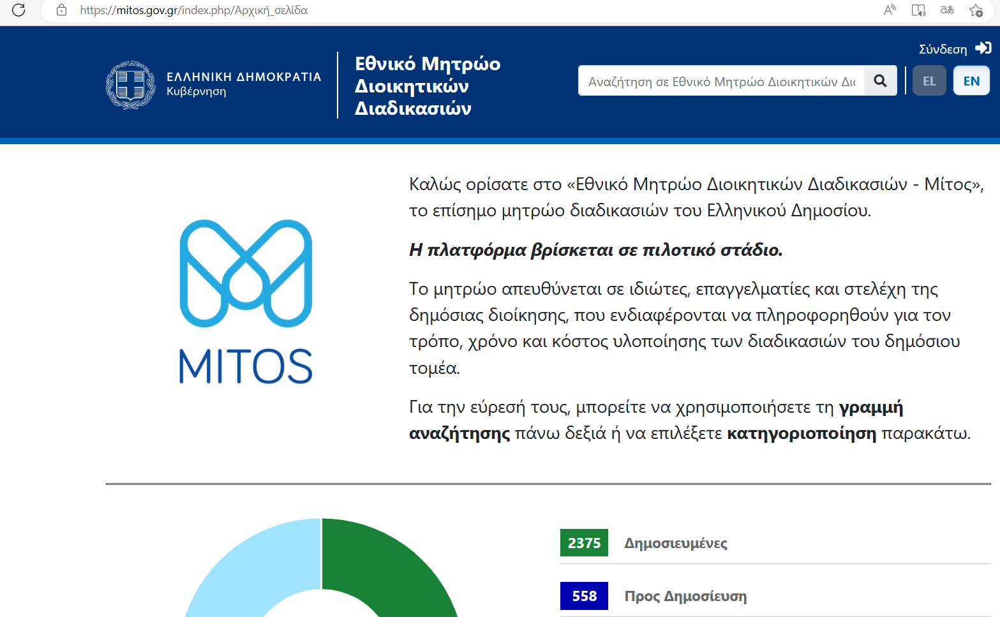 https://mitos.gov.gr/index.php/Αρχική_σελίδα
Σύνδεση
ΕΛΛΗΝΙΚΗ ΔΗΜΟΚΡΑΤΙΑ
Κυβέρνηση
Εθνικό Μητρώο
Διοικητικών
Διαδικασιών
Αναζήτηση σε Εθνικό Μητρώο Διοικητικών
EL
EN
Καλώς ορίσατε στο «Εθνικό Μητρώο Διοικητικών Διαδικασιών - Μίτος»,
το επίσημο μητρώο διαδικασιών του Ελληνικού Δημοσίου.
Η πλατφόρμα βρίσκεται σε πιλοτικό στάδιο.
Το μητρώο απευθύνεται σε ιδιώτες, επαγγελματίες και στελέχη της
δημόσιας διοίκησης, που ενδιαφέρονται να πληροφορηθούν για τον
τρόπο, χρόνο και κόστος υλοποίησης των διαδικασιών του δημόσιου
τομέα.
Για την εύρεσή τους, μπορείτε να χρησιμοποιήσετε τη γραμμή
αναζήτησης πάνω δεξιά ή να επιλέξετε κατηγοριοποίηση παρακάτω.
MITOS
2375 Δημοσιευμένες
558 Προς Δημοσίευση